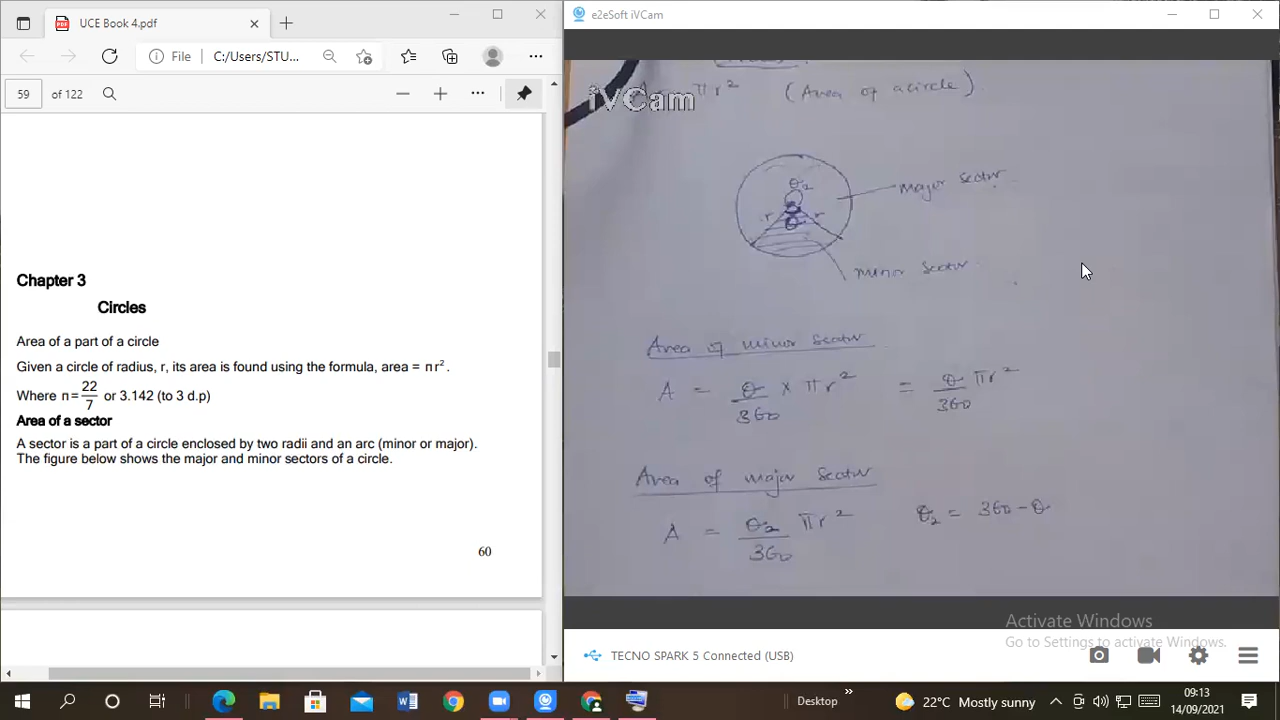 UCE Book 4.pdf
File C:/Users/STU...
59 of 122
Chapter 3
Circles
Area of a part of a circle
Given a circle of radius, r, its area is found using the formula, area = πr².
Where π = 22/7 or 3.142 (to 3 d.p)
Area of a sector
A sector is a part of a circle enclosed by two radii and an arc (minor or major).
The figure below shows the major and minor sectors of a circle.
60
e2eSoft iVCam
iVCam
πr² (Area of a circle)
θ₂
major sector
r θ r
minor sector
Area of minor sector
A = θ/360 × πr² = θ/360 πr²
Area of major sector
A = θ₂/360 πr² θ₂ = 360 - θ
Activate Windows
Go to Settings to activate Windows.
TECNO SPARK 5 Connected (USB)
Desktop
22°C Mostly sunny
09:13
14/09/2021